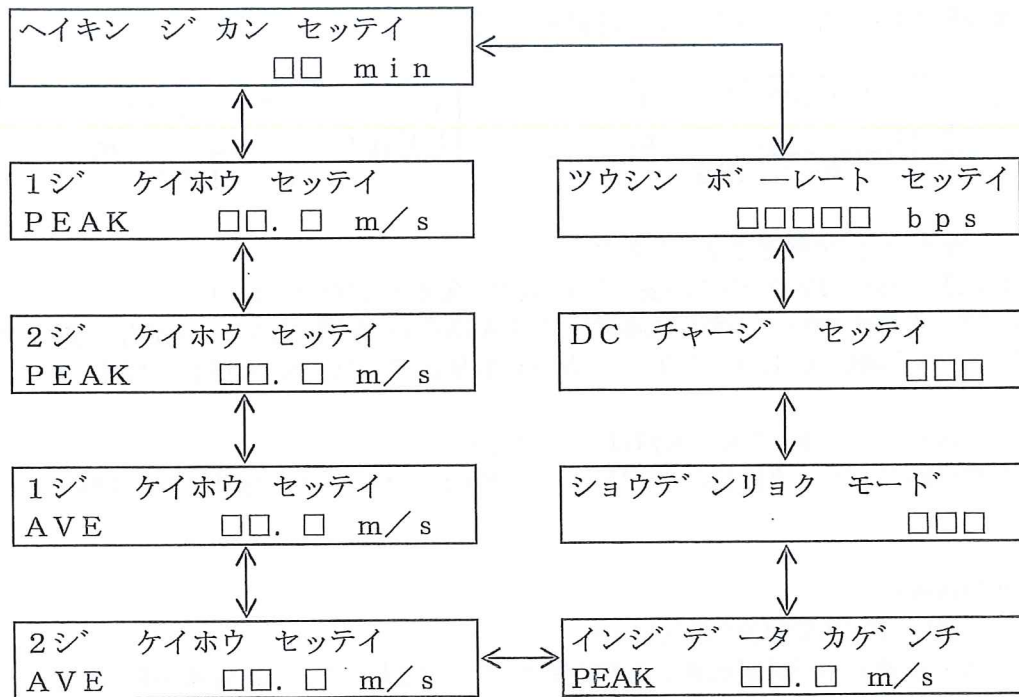 ヘイキン ジカン セッテイ
□□ min
1ジ ケイホウ セッテイ
PEAK □□.□ m/s
2ジ ケイホウ セッテイ
PEAK □□.□ m/s
1ジ ケイホウ セッテイ
AVE □□.□ m/s
2ジ ケイホウ セッテイ
AVE □□.□ m/s
ツウシン ボーレート セッテイ
□□□□□ bps
DC チャージ セッテイ
□□□
ショウデンリョク モード
□□□
インジデータ カゲンチ
PEAK □□.□ m/s